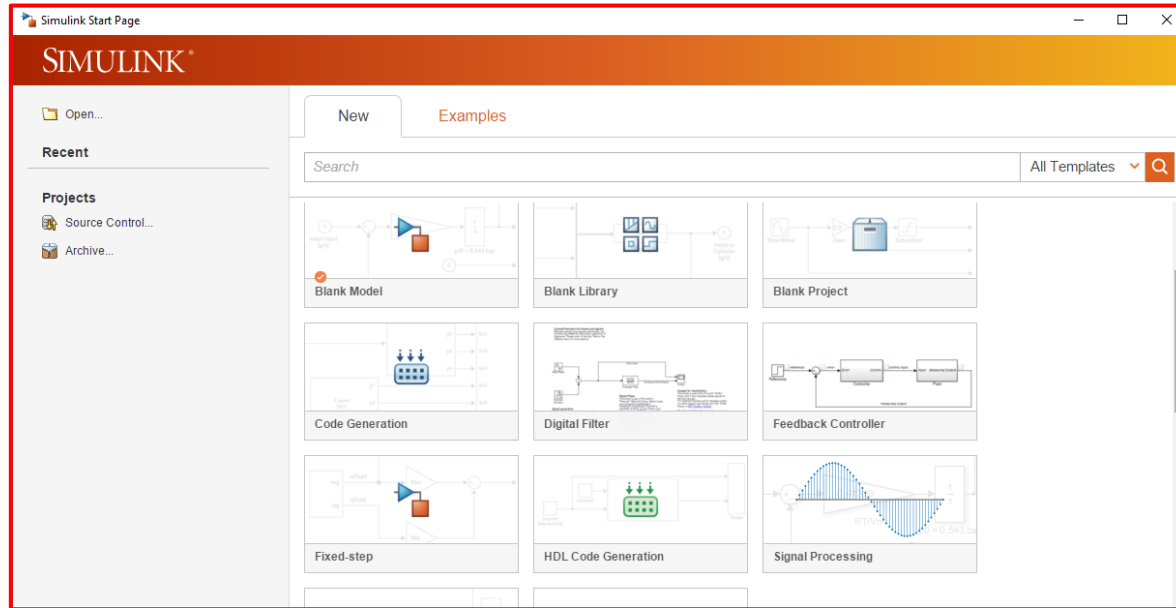 Simulink Start Page
SIMULINK®
Open...
Recent
Projects
Source Control...
Archive...
New
Examples
Search
All Templates
Blank Model
Blank Library
Blank Project
Code Generation
Digital Filter
Feedback Controller
Fixed-step
HDL Code Generation
Signal Processing